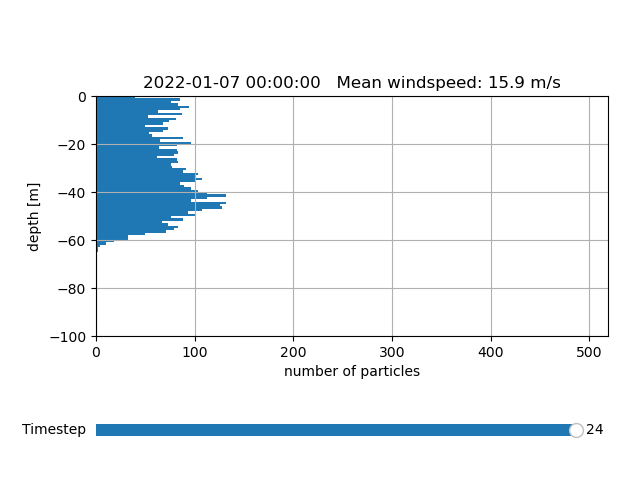 2022-01-07 00:00:00   Mean windspeed: 15.9 m/s
0
−20
−40
−60
−80
−100
depth [m]
0 100 200 300 400 500
number of particles
Timestep 24